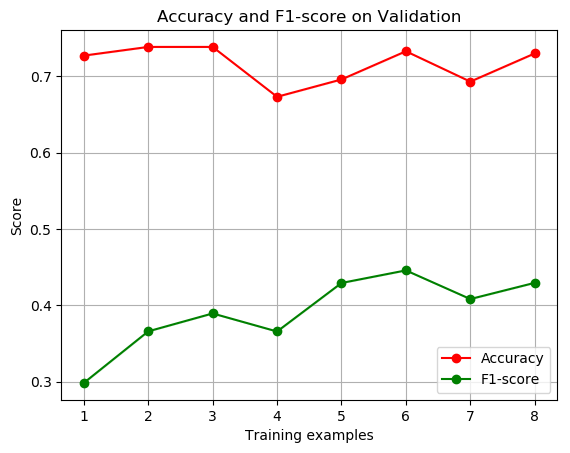 Accuracy and F1-score on Validation
0.7
0.6
0.5
0.4
0.3
Score
Accuracy
F1-score
1 2 3 4 5 6 7 8
Training examples